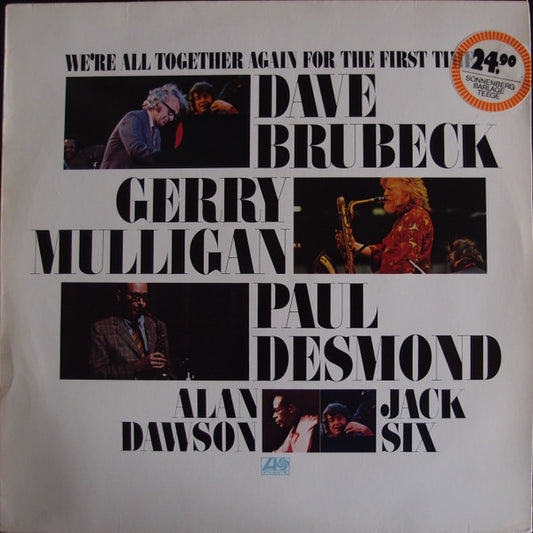 WE'RE ALL TOGETHER AGAIN FOR THE FIRST
24.90
SONNENBERG
BARLAGE
TEEGE
DAVE
BRUBECK
GERRY
MULLIGAN
PAUL
DESMOND
ALAN
DAWSON
JACK
SIX